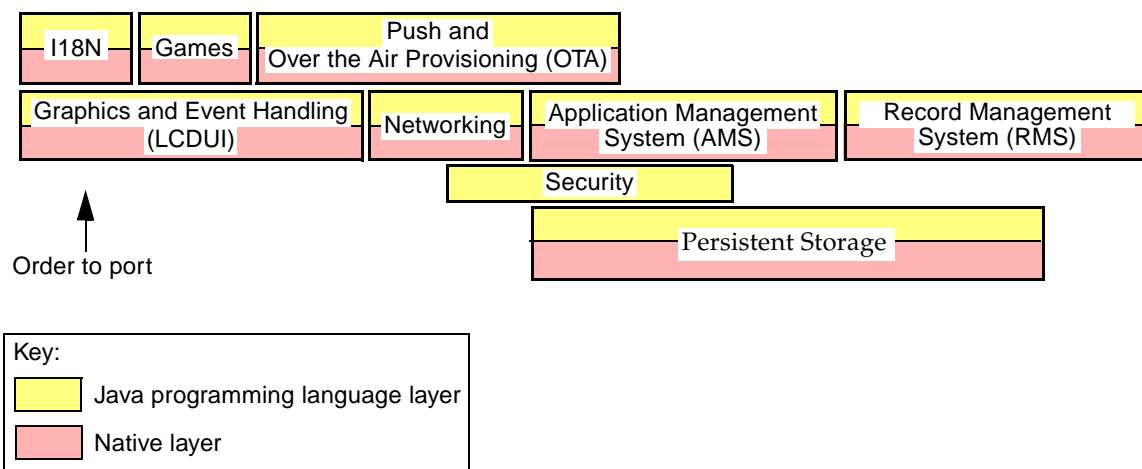 I18N
Games
Push and
Over the Air Provisioning (OTA)
Graphics and Event Handling
(LCDUI)
Networking
Application Management
System (AMS)
Record Management
System (RMS)
Security
Persistent Storage
Order to port
Key:
Java programming language layer
Native layer